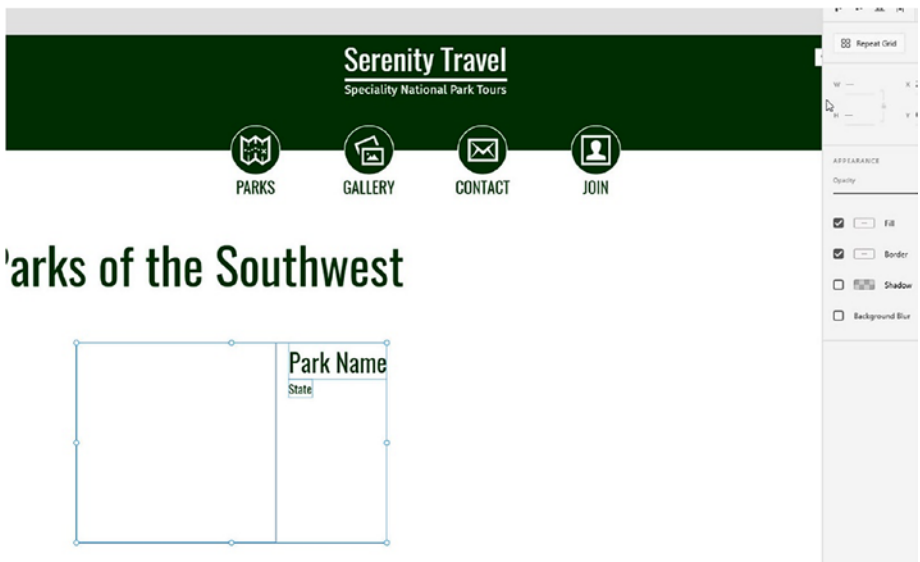 Serenity Travel
Speciality National Park Tours
PARKS
GALLERY
CONTACT
JOIN
Parks of the Southwest
Park Name
State
Repeat Grid
W
X
H
Y
APPEARANCE
Opacity
Fill
Border
Shadow
Background Blur